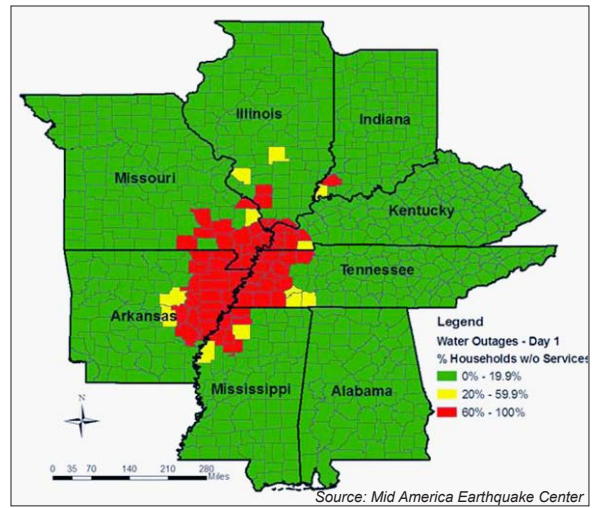 Illinois
Indiana
Missouri
Kentucky
Tennessee
Arkansas
Mississippi
Alabama
Legend
Water Outages - Day 1
% Households w/o Services
0% - 19.9%
20% - 59.9%
60% - 100%
N
0 35 70 140 210 280
Miles
Source: Mid America Earthquake Center